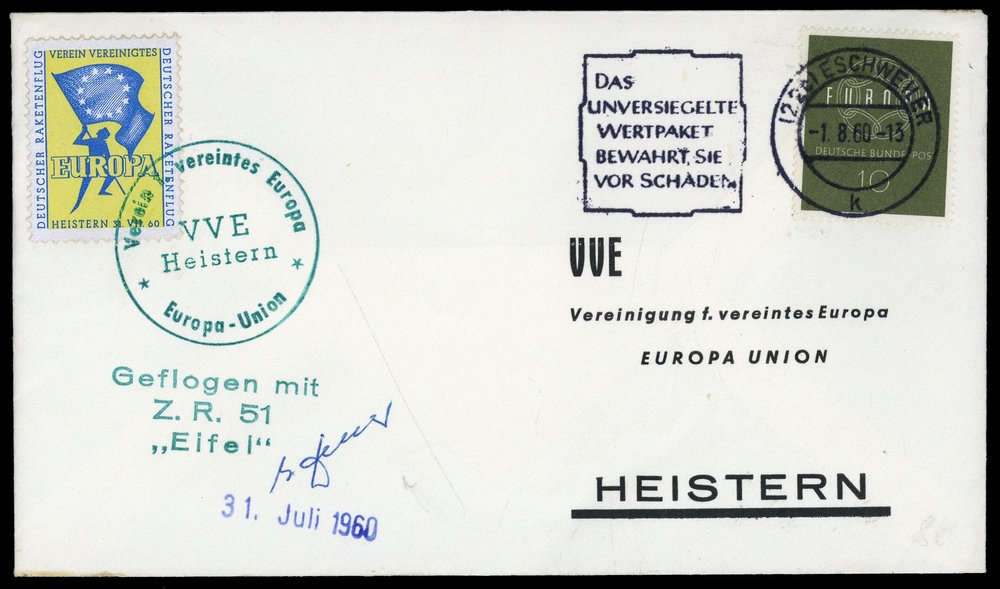 VEREIN VEREINIGTES
DEUTSCHER RAKETENFLUG
DEUTSCHER RAKETENFLUG
EUROPA
HEISTERN 31. VII. 60
Verein vereintes Europa
VVE
Heistern
* Europa-Union *
Geflogen mit
Z. R. 51
„Eifel“
31. Juli 1960
DAS
UNVERSIEGELTE
WERTPAKET
BEWAHRT SIE
VOR SCHÄDEN
(22c) ESCHWEILER
-1. 8. 60-13
k
EUROPA
DEUTSCHE BUNDESPOST
10
VVE
Vereinigung f. vereintes Europa
EUROPA UNION
HEISTERN